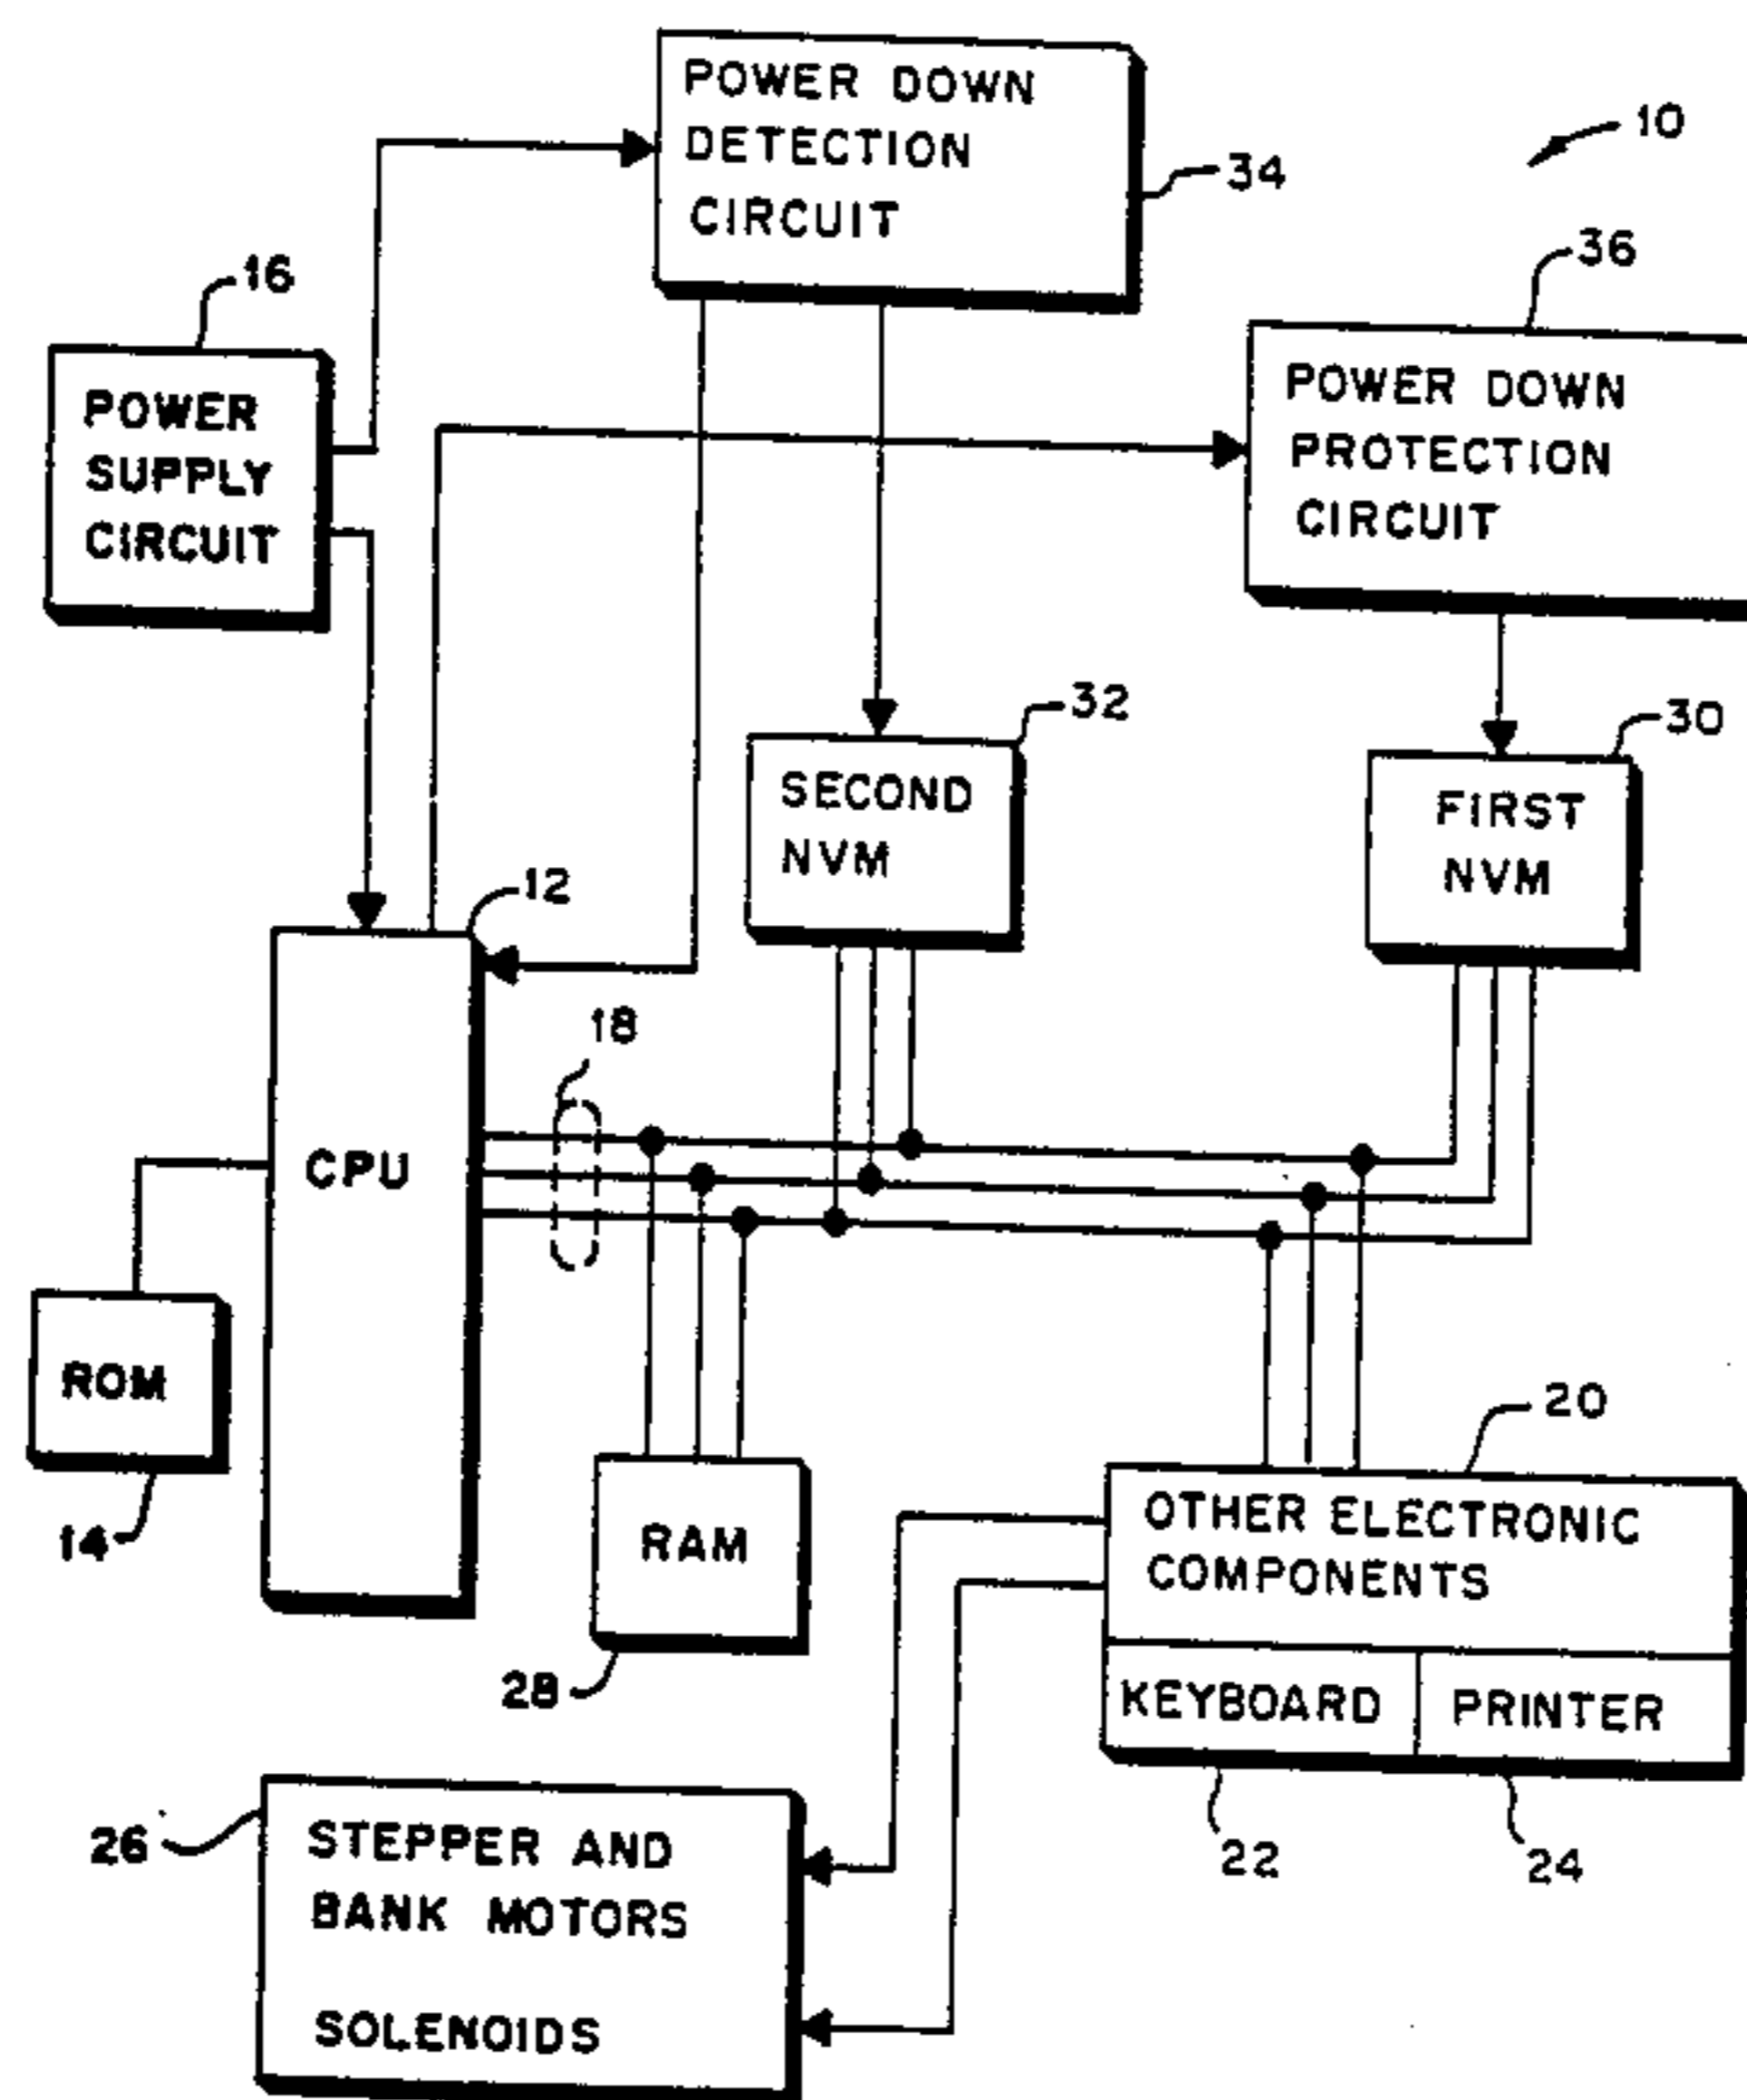 POWER DOWN
DETECTION
CIRCUIT
34
10
16
POWER
SUPPLY
CIRCUIT
36
POWER DOWN
PROTECTION
CIRCUIT
32
SECOND
NVM
30
FIRST
NVM
12
CPU
18
ROM
14
RAM
28
20
OTHER ELECTRONIC
COMPONENTS
KEYBOARD
PRINTER
22
24
26
STEPPER AND
BANK MOTORS
SOLENOIDS